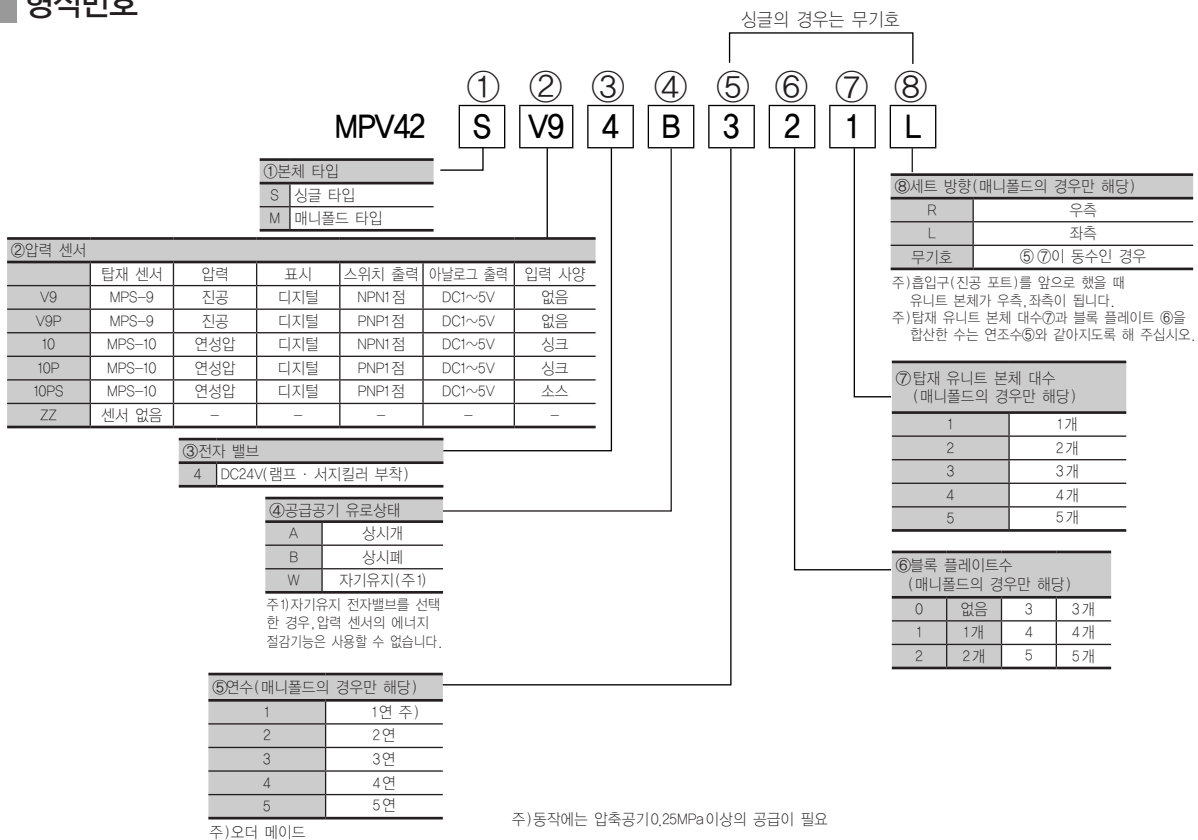 형식번호
싱글의 경우는 무기호
① ② ③ ④ ⑤ ⑥ ⑦ ⑧
MPV42 S V9 4 B 3 2 1 L
①본체 타입
S 싱글 타입
M 매니폴드 타입
②압력 센서
탑재 센서 압력 표시 스위치 출력 아날로그 출력 입력 사양
V9 MPS-9 진공 디지털 NPN1점 DC1~5V 없음
V9P MPS-9 진공 디지털 PNP1점 DC1~5V 없음
10 MPS-10 연성압 디지털 NPN1점 DC1~5V 싱크
10P MPS-10 연성압 디지털 PNP1점 DC1~5V 싱크
10PS MPS-10 연성압 디지털 PNP1점 DC1~5V 소스
ZZ 센서 없음 - - - - -
③전자 밸브
4 DC24V(램프 · 서지킬러 부착)
④공급공기 유로상태
A 상시개
B 상시폐
W 자기유지(주1)
주1)자기유지 전자밸브를 선택
한 경우,압력 센서의 에너지
절감기능은 사용할 수 없습니다.
⑤연수(매니폴드의 경우만 해당)
1 1연 주)
2 2연
3 3연
4 4연
5 5연
주)오더 메이드
⑧세트 방향(매니폴드의 경우만 해당)
R 우측
L 좌측
무기호 ⑤ ⑦이 동수인 경우
주)흡입구(진공 포트)를 앞으로 했을 때
유니트 본체가 우측,좌측이 됩니다.
주)탑재 유니트 본체 대수⑦과 블록 플레이트 ⑥을
합산한 수는 연조수⑤와 같아지도록 해 주십시오.
⑦탑재 유니트 본체 대수
(매니폴드의 경우만 해당)
1 1개
2 2개
3 3개
4 4개
5 5개
⑥블록 플레이트수
(매니폴드의 경우만 해당)
0 없음 3 3개
1 1개 4 4개
2 2개 5 5개
주)동작에는 압축공기0.25MPa이상의 공급이 필요